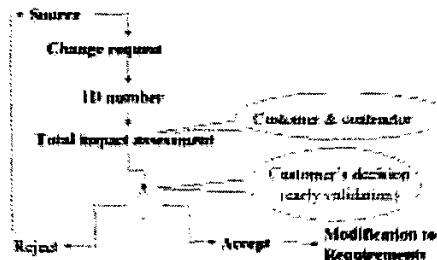 Source
Change request
ID number
Total impact assessment
Customer & contractor
Customer's decision
(early validation)
Reject
Accept
Modification to
Requirements